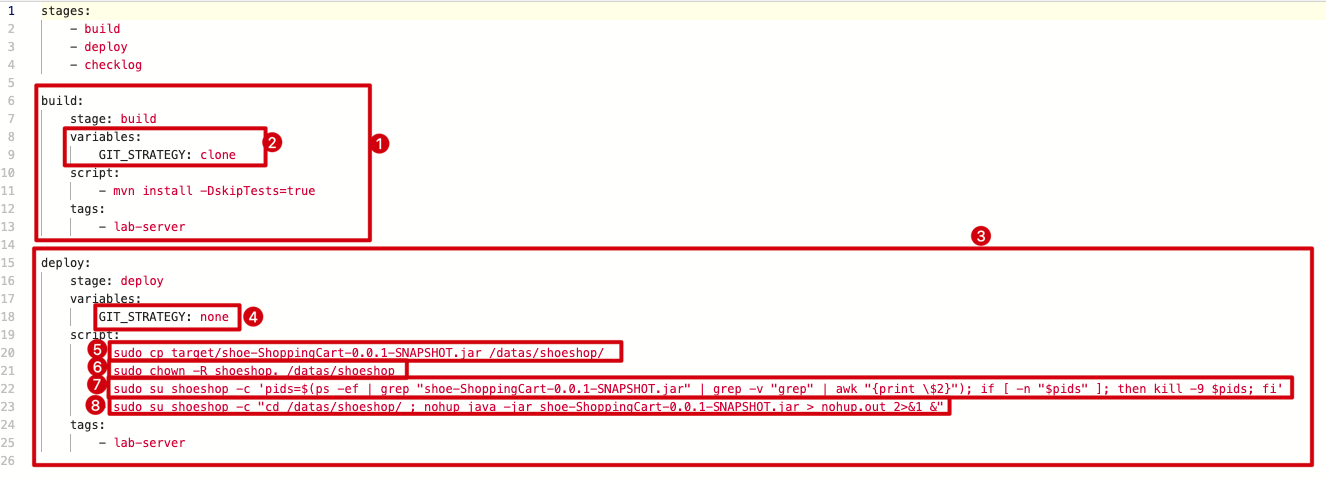 1 stages:
2 - build
3 - deploy
4 - checklog
5
6 build:
7 stage: build
8 variables: 2 1
9 GIT_STRATEGY: clone
10 script:
11 - mvn install -DskipTests=true
12 tags:
13 - lab-server
14 3
15 deploy:
16 stage: deploy
17 variables:
18 GIT_STRATEGY: none 4
19 script:
20 5 sudo cp target/shoe-ShoppingCart-0.0.1-SNAPSHOT.jar /datas/shoeshop/
21 6 sudo chown -R shoeshop. /datas/shoeshop
22 7 sudo su shoeshop -c 'pids=$(ps -ef | grep "shoe-ShoppingCart-0.0.1-SNAPSHOT.jar" | grep -v "grep" | awk "{print \$2}"); if [ -n "$pids" ]; then kill -9 $pids; fi'
23 8 sudo su shoeshop -c "cd /datas/shoeshop/ ; nohup java -jar shoe-ShoppingCart-0.0.1-SNAPSHOT.jar > nohup.out 2>&1 &"
24 tags:
25 - lab-server
26